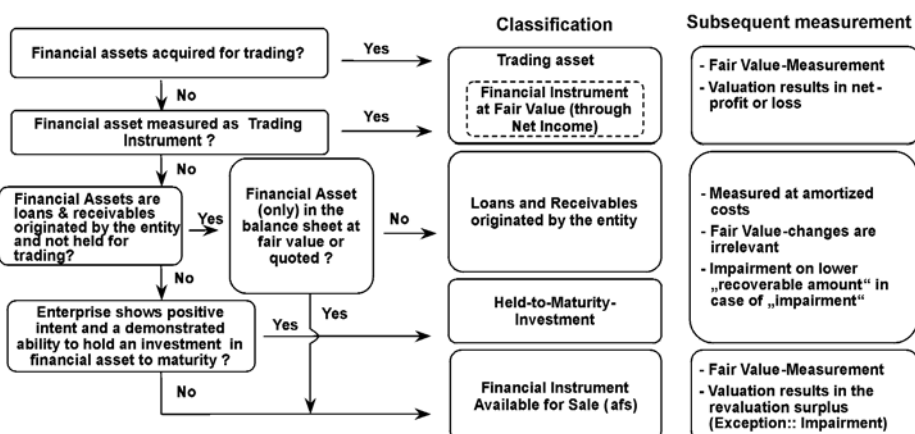 Classification
Subsequent measurement
Financial assets acquired for trading?
Yes
Trading asset
Financial Instrument
at Fair Value (through
Net Income)
- Fair Value-Measurement
- Valuation results in net-
profit or loss
No
Financial asset measured as Trading
Instrument ?
Yes
No
Financial Assets are
loans & receivables
originated by the entity
and not held for
trading?
Yes
Financial Asset
(only) in the
balance sheet at
fair value or
quoted ?
No
Loans and Receivables
originated by the entity
- Measured at amortized
costs
- Fair Value-changes are
irrelevant
- Impairment on lower
„recoverable amount“ in
case of „impairment“
No
Yes
Enterprise shows positive
intent and a demonstrated
ability to hold an investment in
financial asset to maturity ?
Yes
Held-to-Maturity-
Investment
No
Financial Instrument
Available for Sale (afs)
- Fair Value-Measurement
- Valuation results in the
revaluation surplus
(Exception:: Impairment)